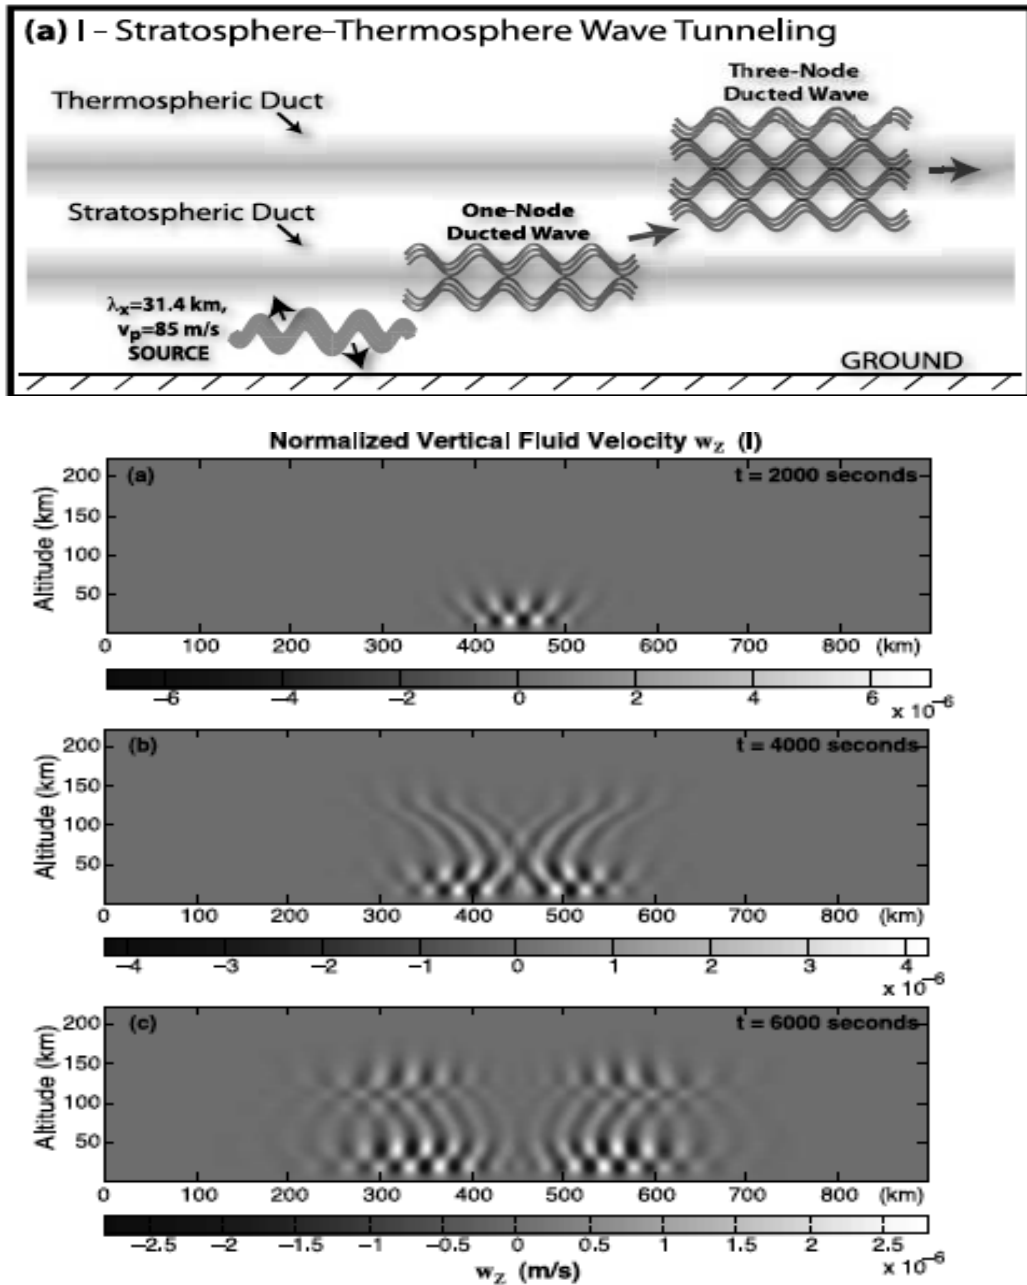 (a) I – Stratosphere–Thermosphere Wave Tunneling
Three-Node
Ducted Wave
Thermospheric Duct
Stratospheric Duct
One-Node
Ducted Wave
λx=31.4 km,
vp=85 m/s
SOURCE
GROUND
Normalized Vertical Fluid Velocity wz (I)
(a) t = 2000 seconds
Altitude (km)
200
150
100
50
0 100 200 300 400 500 600 700 800 (km)
−6 −4 −2 0 2 4 6
x 10−6
(b) t = 4000 seconds
Altitude (km)
200
150
100
50
0 100 200 300 400 500 600 700 800 (km)
−4 −3 −2 −1 0 1 2 3 4
x 10−6
(c) t = 6000 seconds
Altitude (km)
200
150
100
50
0 100 200 300 400 500 600 700 800 (km)
−2.5 −2 −1.5 −1 −0.5 0 0.5 1 1.5 2 2.5
x 10−6
wz (m/s)